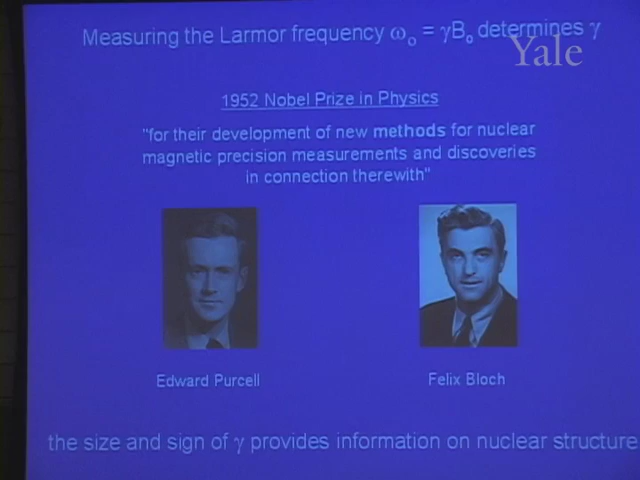 Measuring the Larmor frequency ω₀ = γB₀ determines γ
Yale
1952 Nobel Prize in Physics
"for their development of new methods for nuclear
magnetic precision measurements and discoveries
in connection therewith"
Edward Purcell
Felix Bloch
the size and sign of γ provides information on nuclear structure